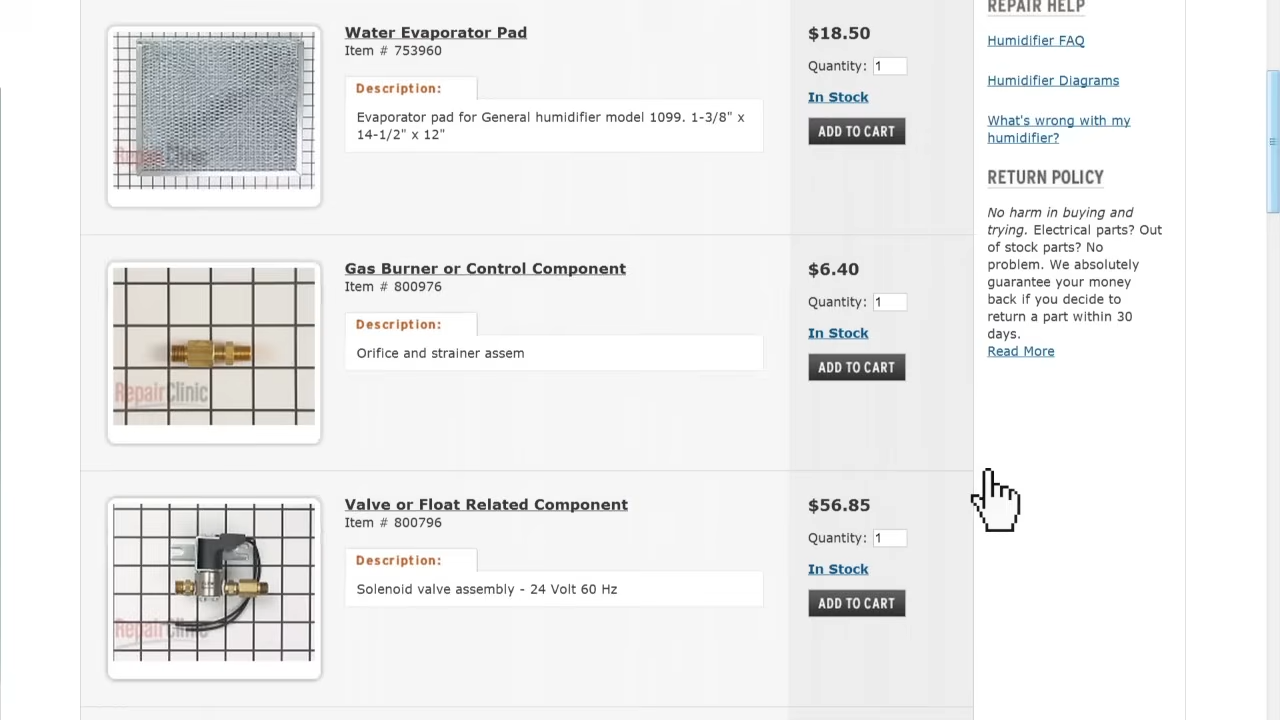 Water Evaporator Pad
Item # 753960
Description:
Evaporator pad for General humidifier model 1099. 1-3/8" x
14-1/2" x 12"
$18.50
Quantity: 1
In Stock
ADD TO CART
RepairClinic
Gas Burner or Control Component
Item # 800976
Description:
Orifice and strainer assem
$6.40
Quantity: 1
In Stock
ADD TO CART
RepairClinic
Valve or Float Related Component
Item # 800796
Description:
Solenoid valve assembly - 24 Volt 60 Hz
$56.85
Quantity: 1
In Stock
ADD TO CART
RepairClinic
REPAIR HELP
Humidifier FAQ
Humidifier Diagrams
What's wrong with my
humidifier?
RETURN POLICY
No harm in buying and
trying. Electrical parts? Out
of stock parts? No
problem. We absolutely
guarantee your money
back if you decide to
return a part within 30
days.
Read More